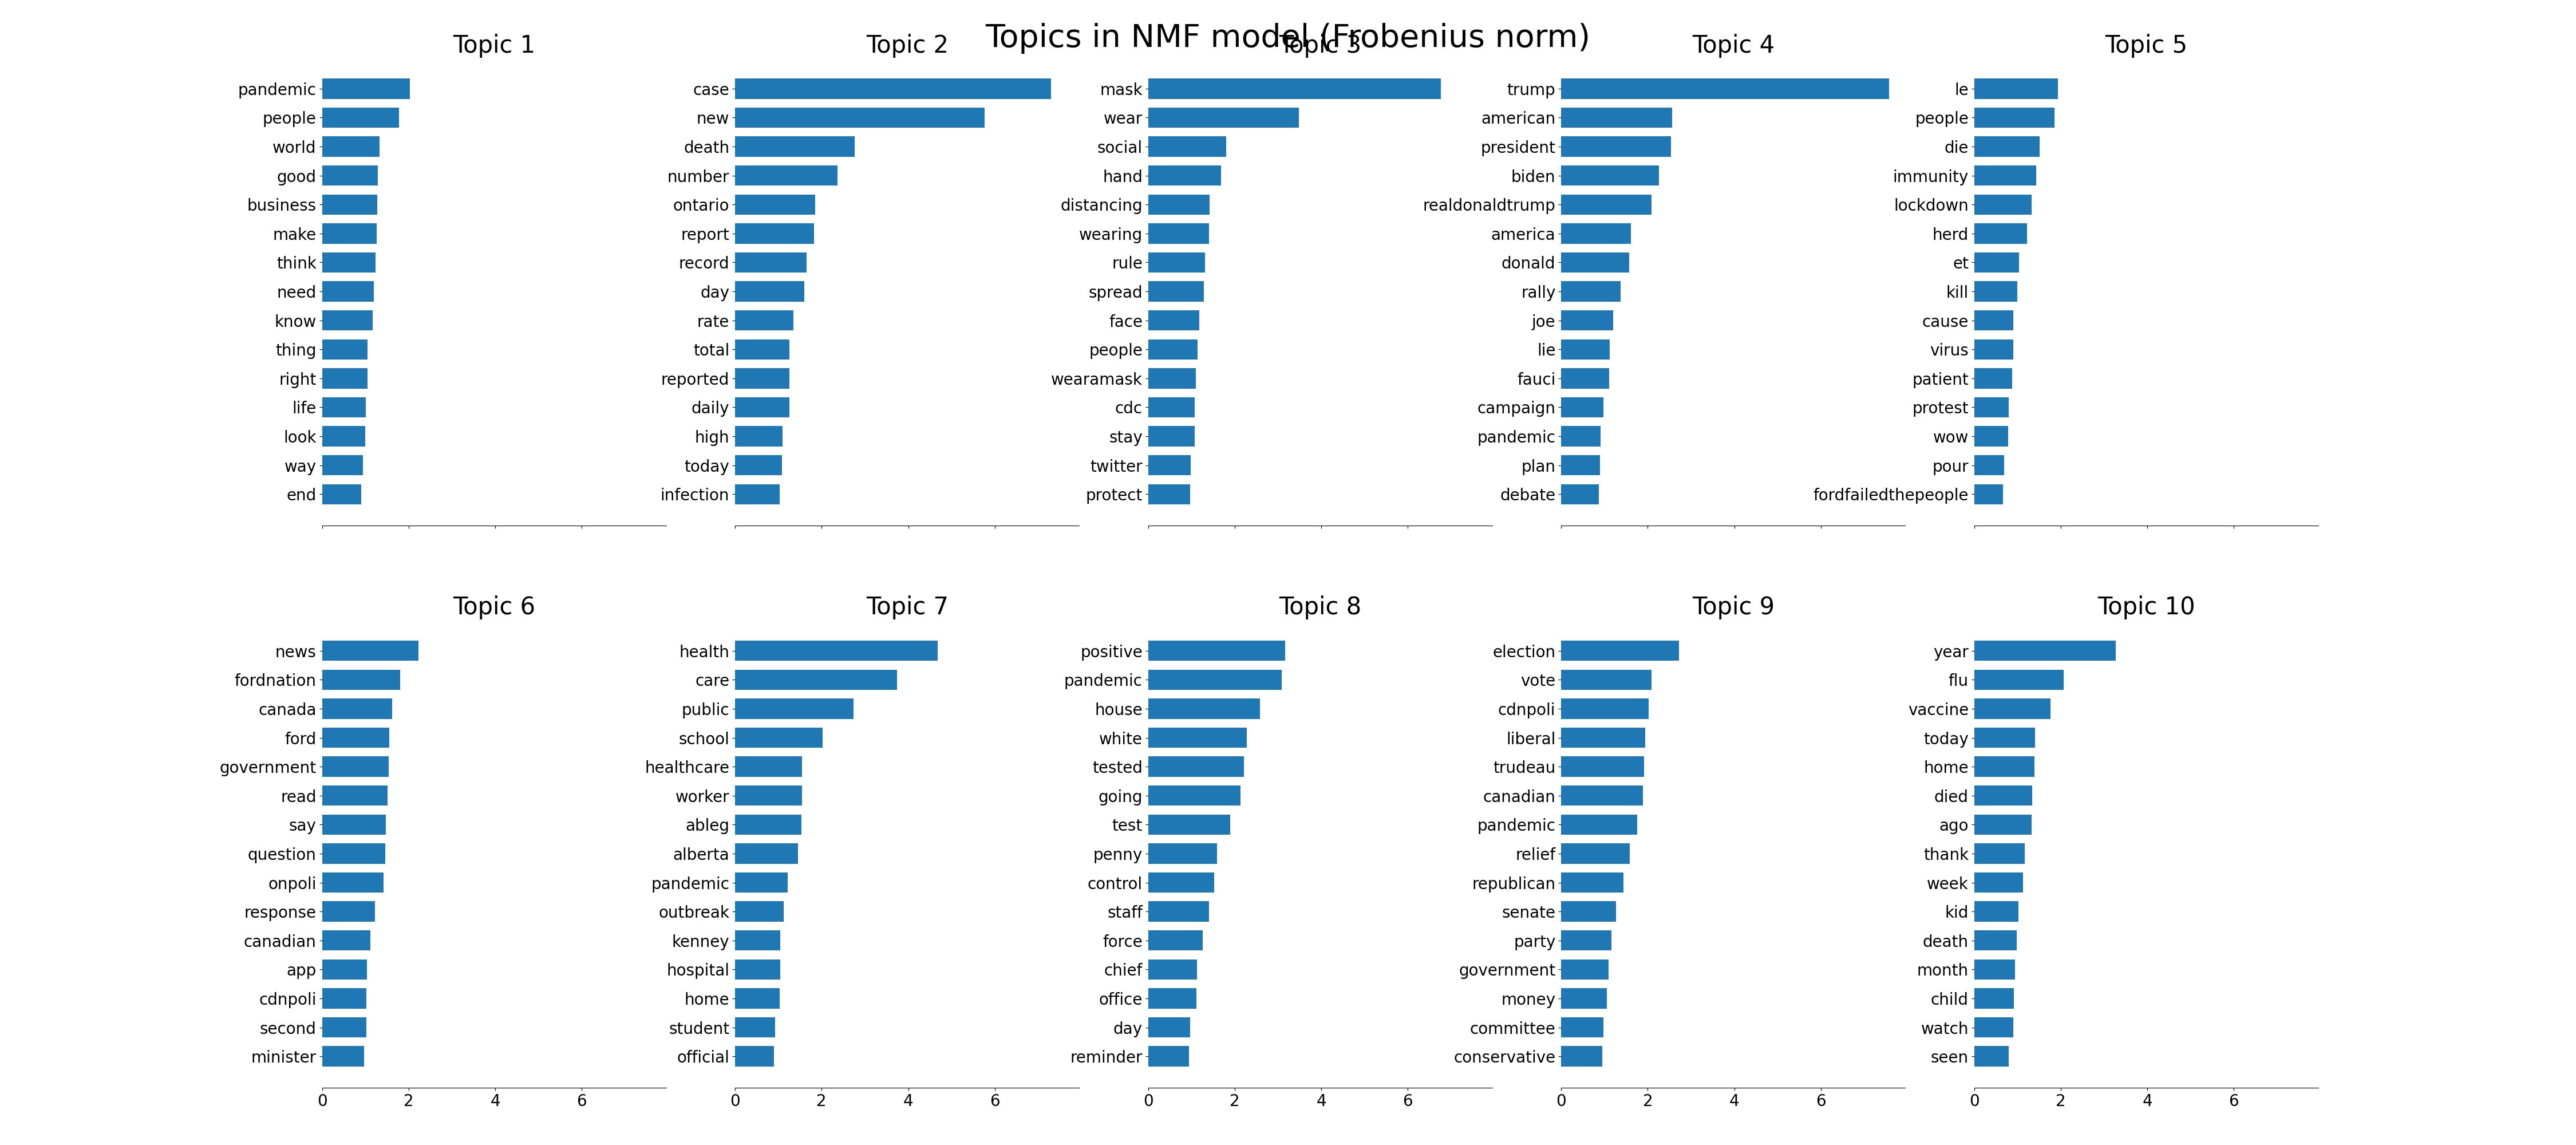 Topics in NMF model (Frobenius norm)
Topic 1
pandemic
people
world
good
business
make
think
need
know
thing
right
life
look
way
end
Topic 2
case
new
death
number
ontario
report
record
day
rate
total
reported
daily
high
today
infection
Topic 3
mask
wear
social
hand
distancing
wearing
rule
spread
face
people
wearamask
cdc
stay
twitter
protect
Topic 4
trump
american
president
biden
realdonaldtrump
america
donald
rally
joe
lie
fauci
campaign
pandemic
plan
debate
Topic 5
le
people
die
immunity
lockdown
herd
et
kill
cause
virus
patient
protest
wow
pour
fordfailedthepeople
Topic 6
news
fordnation
canada
ford
government
read
say
question
onpoli
response
canadian
app
cdnpoli
second
minister
0 2 4 6
Topic 7
health
care
public
school
healthcare
worker
ableg
alberta
pandemic
outbreak
kenney
hospital
home
student
official
0 2 4 6
Topic 8
positive
pandemic
house
white
tested
going
test
penny
control
staff
force
chief
office
day
reminder
0 2 4 6
Topic 9
election
vote
cdnpoli
liberal
trudeau
canadian
pandemic
relief
republican
senate
party
government
money
committee
conservative
0 2 4 6
Topic 10
year
flu
vaccine
today
home
died
ago
thank
week
kid
death
month
child
watch
seen
0 2 4 6